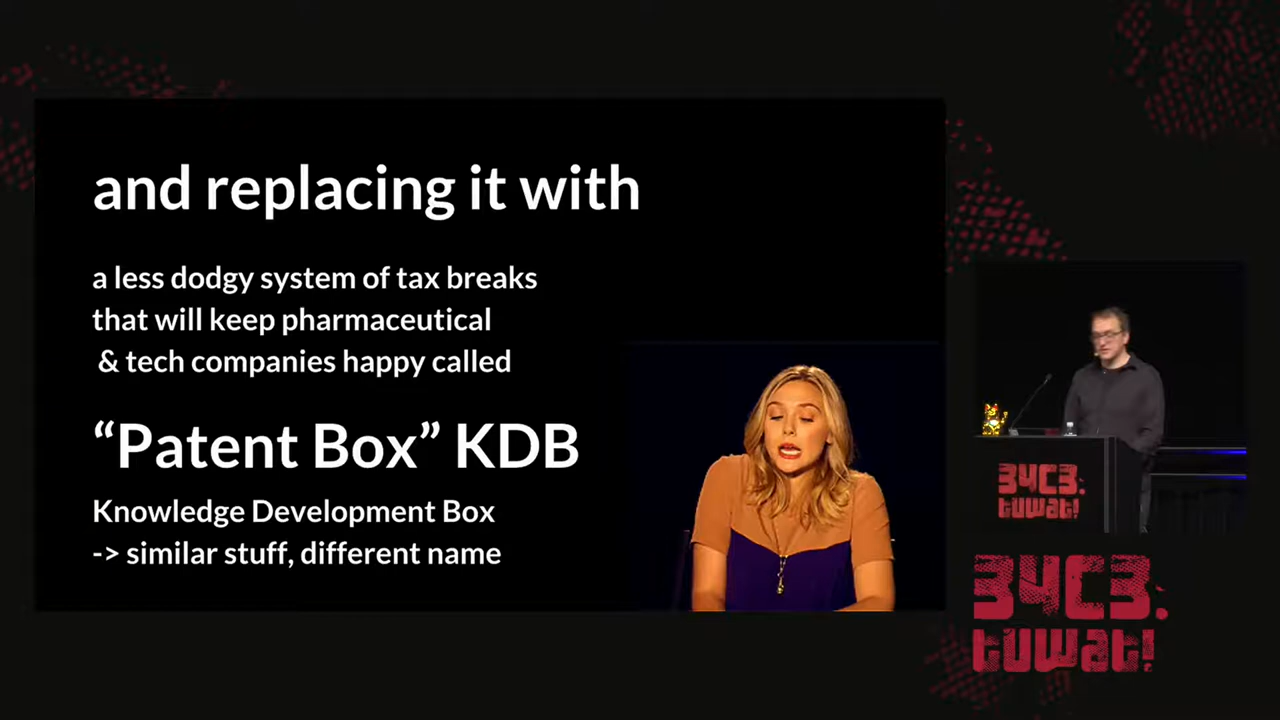 and replacing it with
a less dodgy system of tax breaks
that will keep pharmaceutical
& tech companies happy called
“Patent Box” KDB
Knowledge Development Box
-> similar stuff, different name
34C3:
tuwat!
34C3:
tuwat!